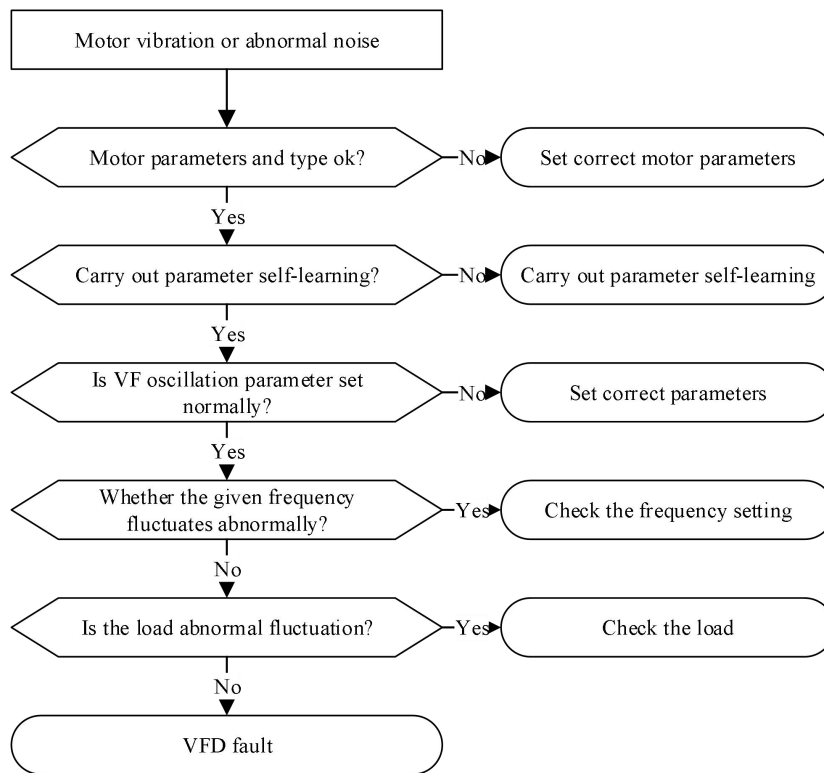 Motor vibration or abnormal noise
Motor parameters and type ok?
No
Set correct motor parameters
Yes
Carry out parameter self-learning?
No
Carry out parameter self-learning
Yes
Is VF oscillation parameter set
normally?
No
Set correct parameters
Yes
Whether the given frequency
fluctuates abnormally?
Yes
Check the frequency setting
No
Is the load abnormal fluctuation?
Yes
Check the load
No
VFD fault